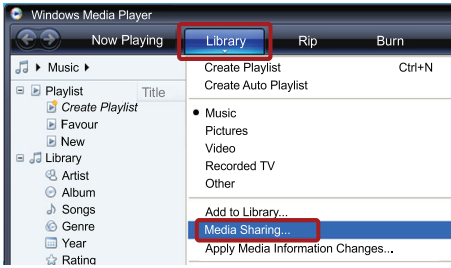 Windows Media Player
Now Playing Library Rip Burn
Music
Create Playlist Ctrl+N
Create Auto Playlist
Playlist Title
Create Playlist
Favour
New
Library
Artist
Album
Songs
Genre
Year
Rating
Music
Pictures
Video
Recorded TV
Other
Add to Library...
Media Sharing...
Apply Media Information Changes...